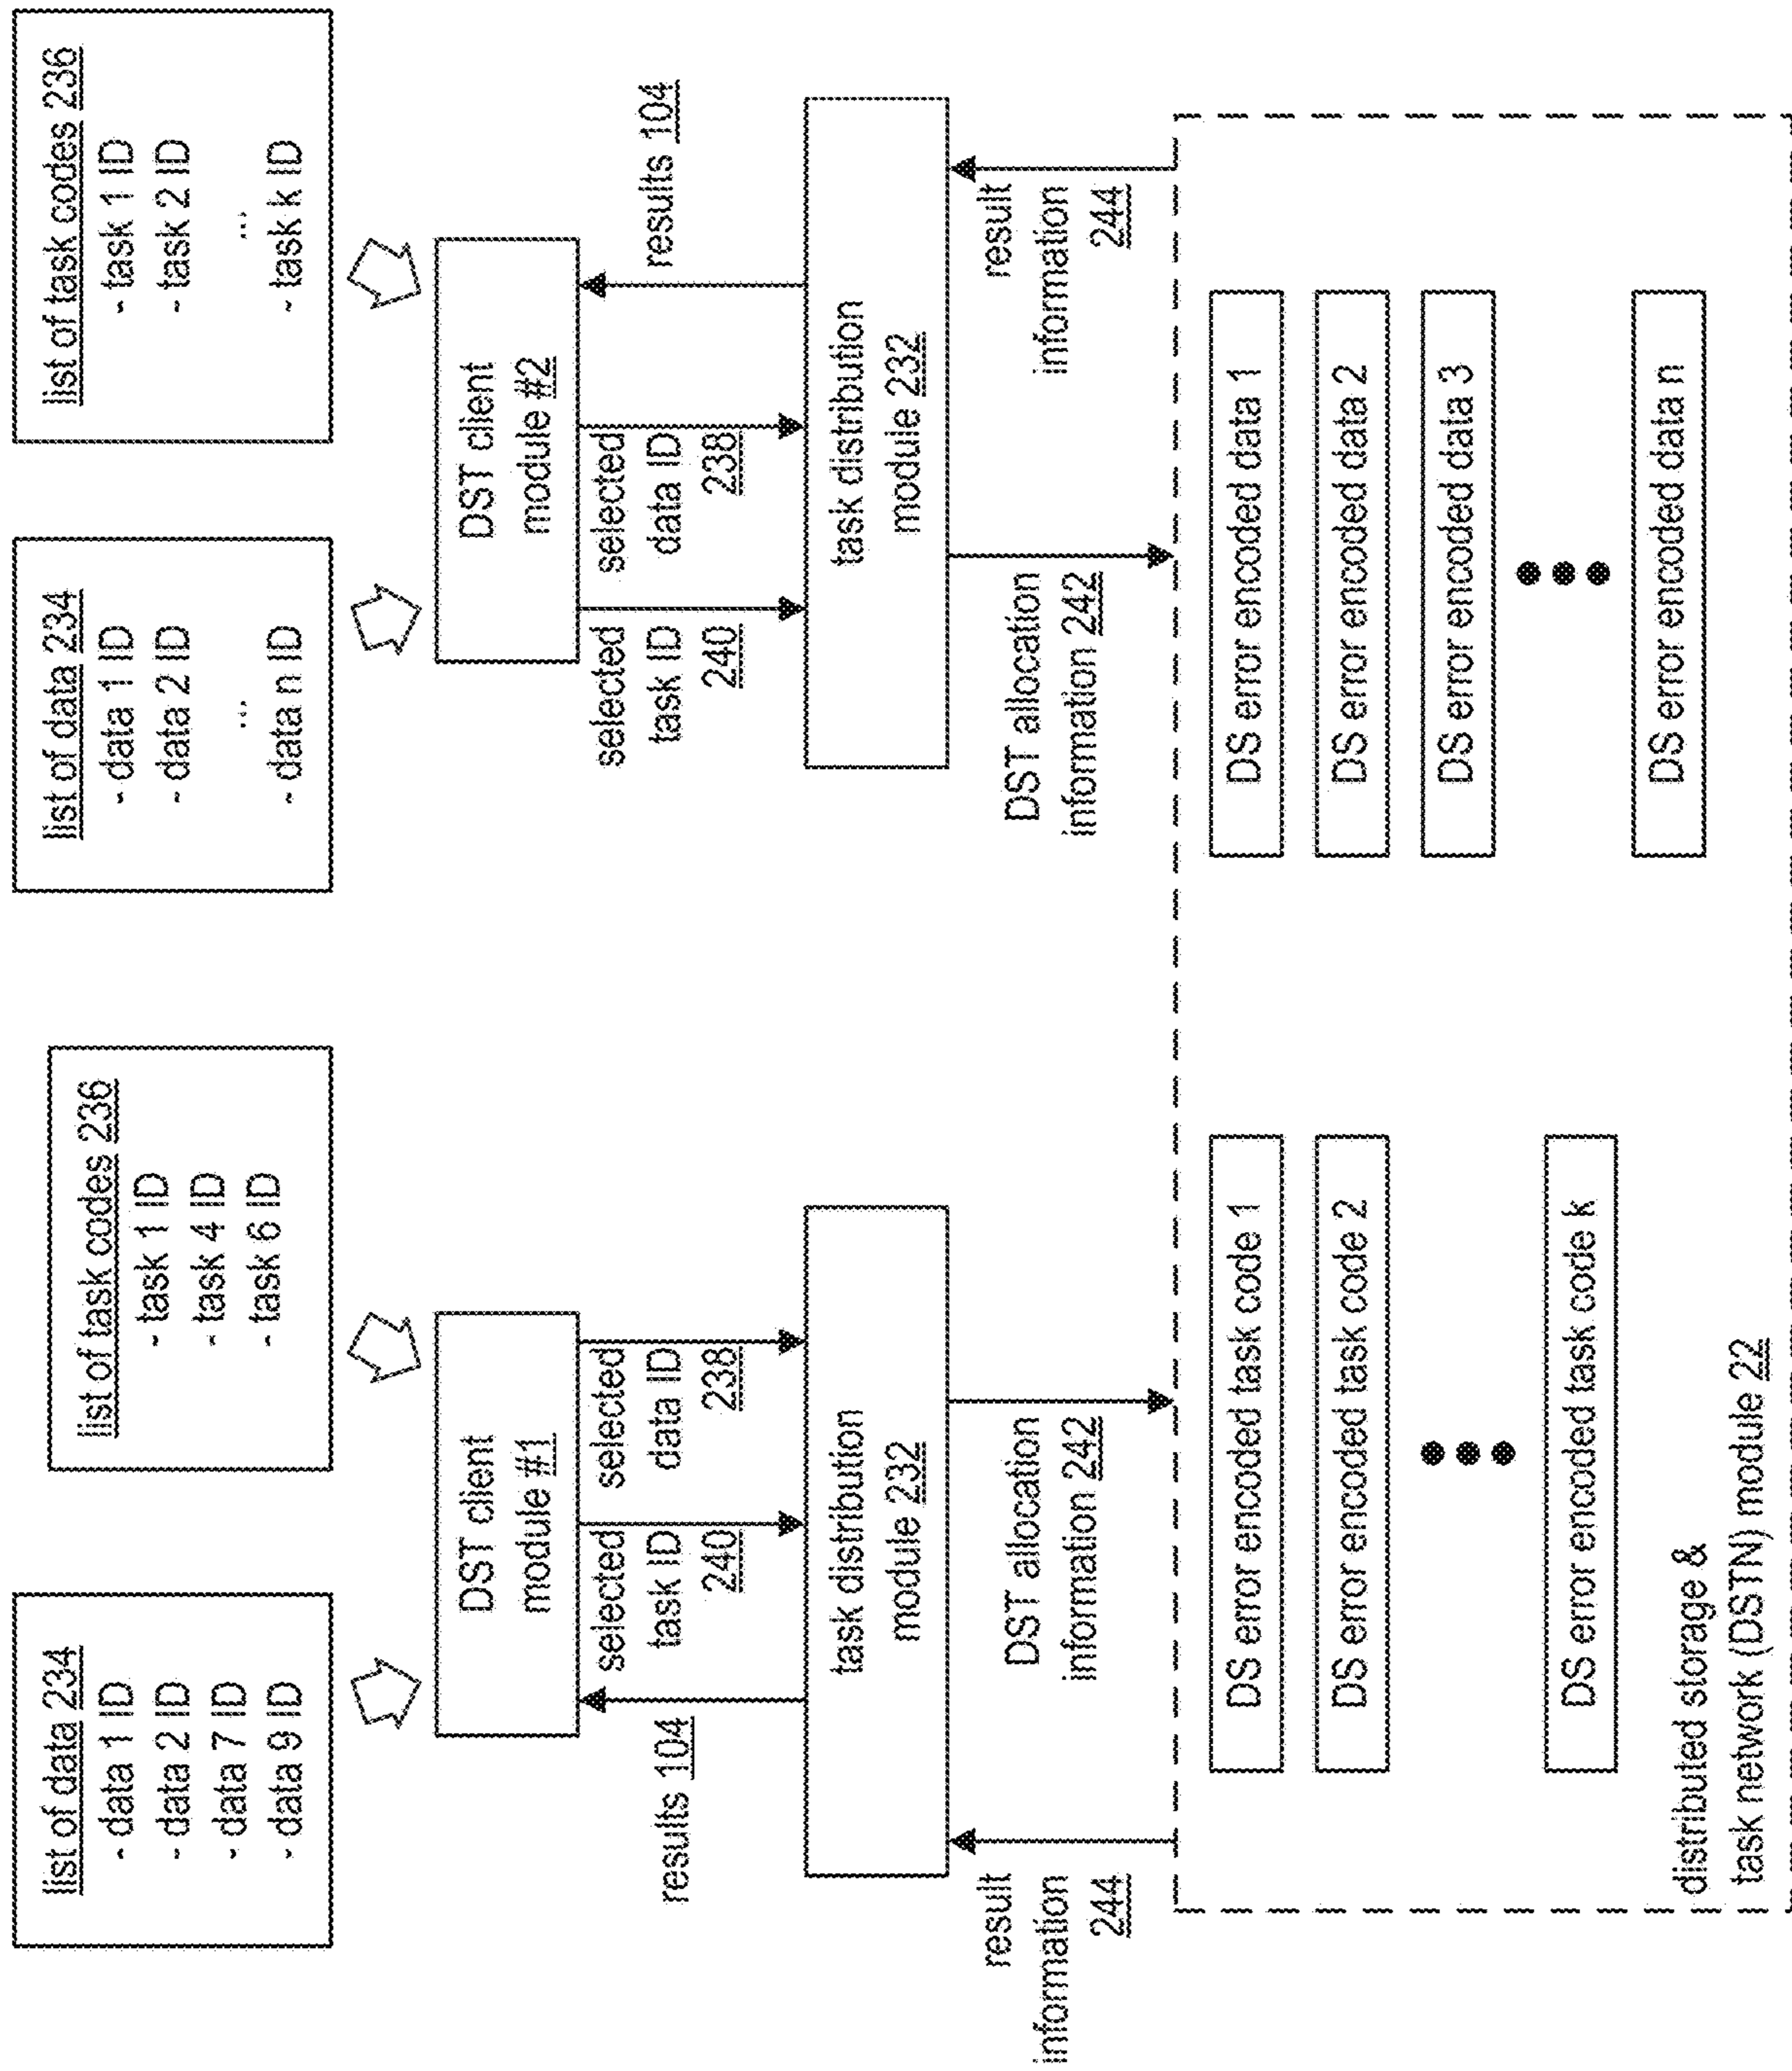 list of data 234
- data 1 ID
- data 2 ID
- data 7 ID
- data 9 ID
list of task codes 236
- task 1 ID
- task 4 ID
- task 6 ID
list of data 234
- data 1 ID
- data 2 ID
...
- data n ID
list of task codes 236
- task 1 ID
- task 2 ID
...
- task k ID
DST client
module #1
DST client
module #2
results 104
selected
task ID
240
selected
data ID
238
selected
task ID
240
selected
data ID
238
results 104
task distribution
module 232
task distribution
module 232
result
information
244
DST allocation
information 242
DST allocation
information 242
result
information
244
DS error encoded task code 1
DS error encoded task code 2
DS error encoded task code k
DS error encoded data 1
DS error encoded data 2
DS error encoded data 3
DS error encoded data n
distributed storage &
task network (DSTN) module 22